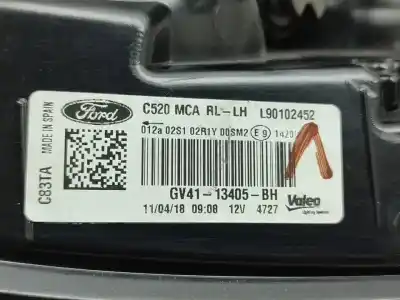 Ford
C520 MCA RL-LH L90102452
012a 02S1 02R1Y 00SM2 E9
MADE IN SPAIN
C83TA
GV41-13405-BH
11/04/18 09:08 12V 4727
Valeo